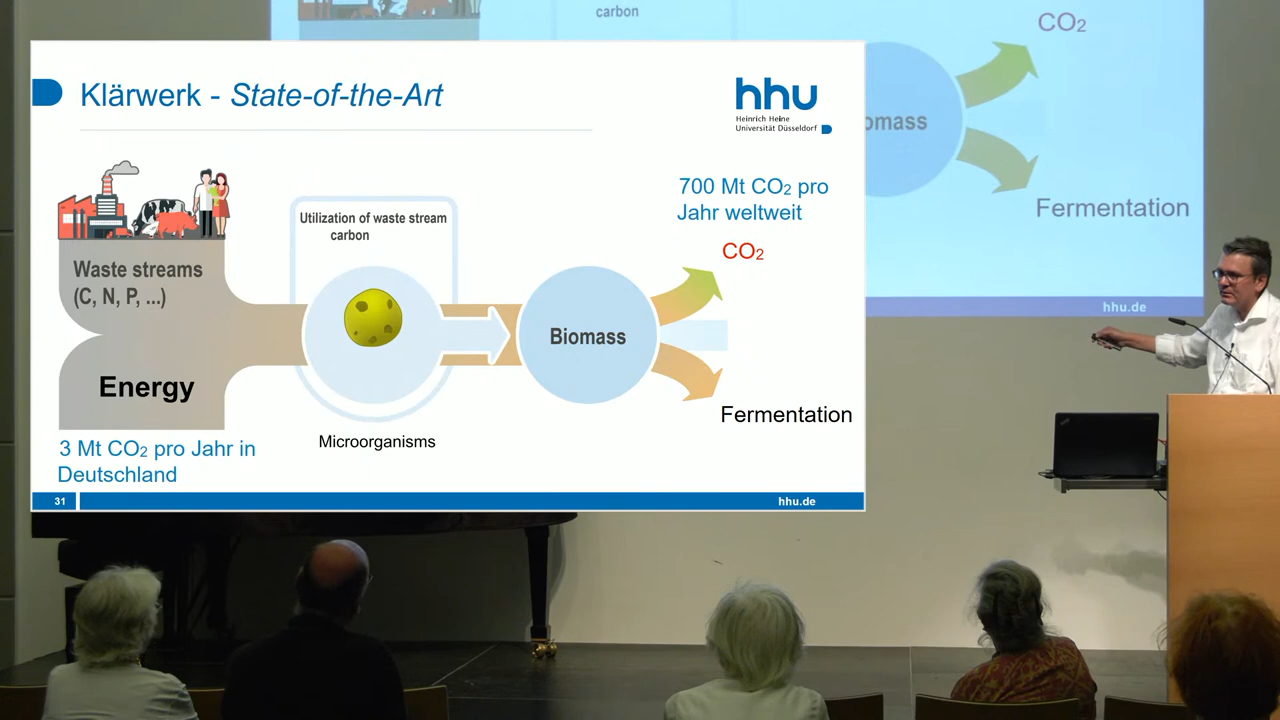 carbon
CO₂
omass
Fermentation
hhu.de
Klärwerk - State-of-the-Art
hhu
Heinrich Heine
Universität Düsseldorf
700 Mt CO₂ pro
Jahr weltweit
CO₂
Utilization of waste stream
carbon
Waste streams
(C, N, P, ...)
Biomass
Energy
Fermentation
Microorganisms
3 Mt CO₂ pro Jahr in
Deutschland
31
hhu.de